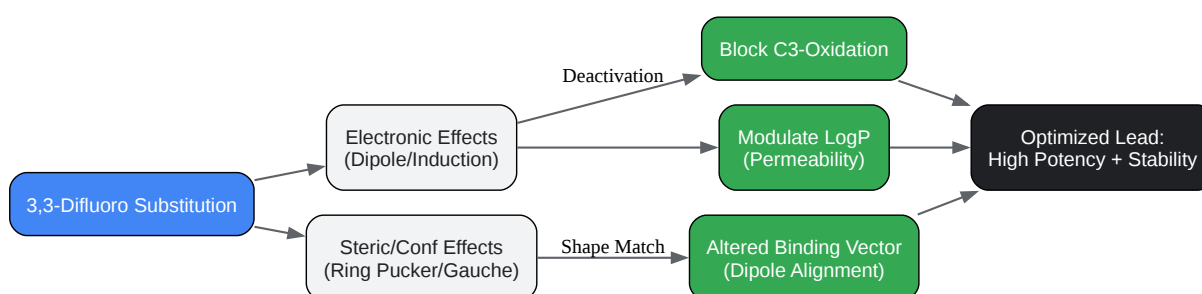 3,3-Difluoro Substitution
Electronic Effects
(Dipole/Induction)
Steric/Conf Effects
(Ring Pucker/Gauche)
Deactivation
Shape Match
Block C3-Oxidation
Modulate LogP
(Permeability)
Altered Binding Vector
(Dipole Alignment)
Optimized Lead:
High Potency + Stability